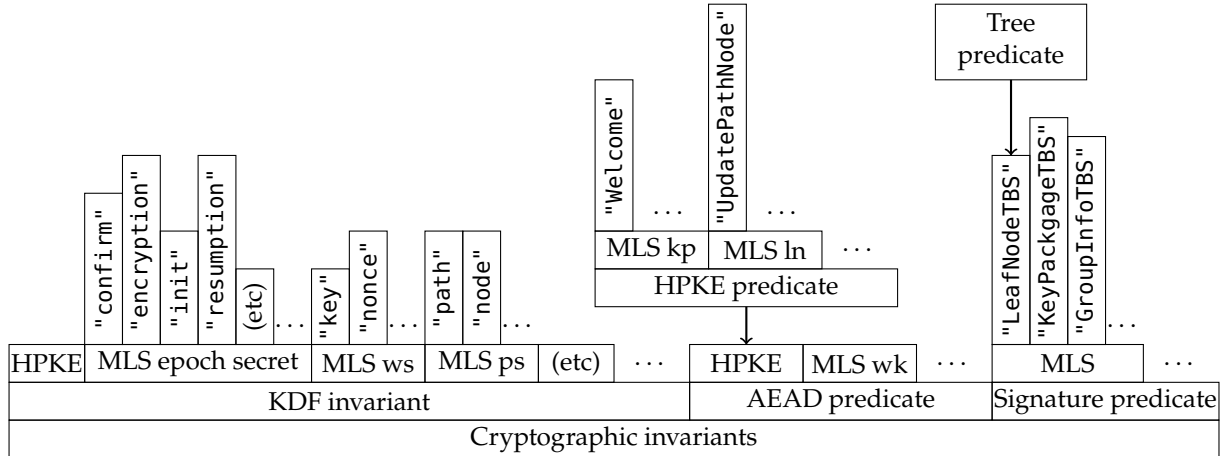 Tree
predicate
"Welcome"
...
"UpdatePathNode"
...
MLS kp
MLS ln
...
HPKE predicate
"confirm"
"encryption"
"init"
"resumption"
(etc)
...
"key"
"nonce"
...
"path"
"node"
...
"LeafNodeTBS"
"KeyPackgageTBS"
"GroupInfoTBS"
...
HPKE
MLS epoch secret
MLS ws
MLS ps
(etc)
...
HPKE
MLS wk
...
MLS
...
KDF invariant
AEAD predicate
Signature predicate
Cryptographic invariants